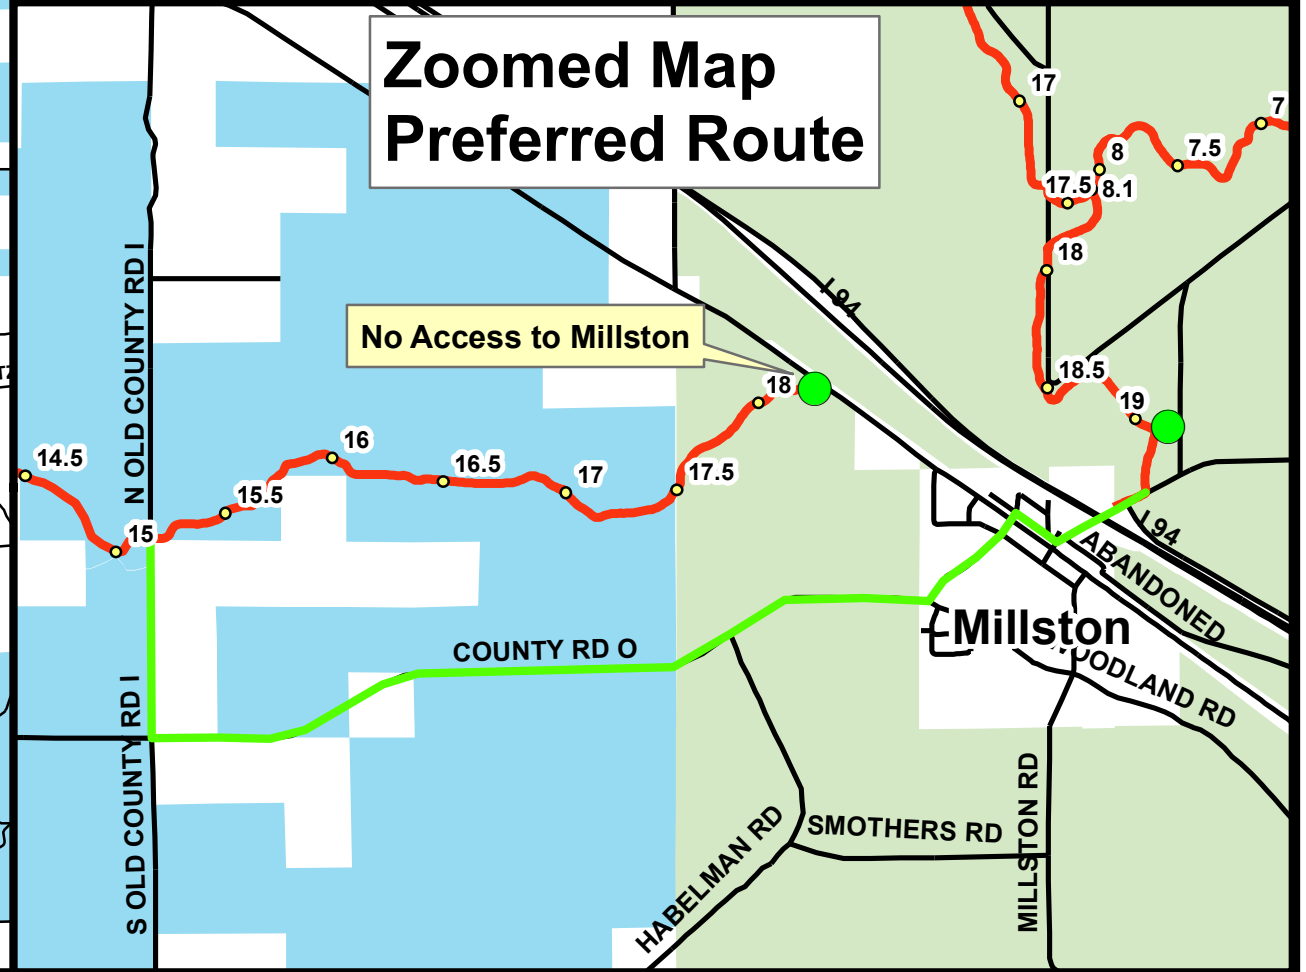 Zoomed Map
Preferred Route
17
7
7.5
8
17.5
8.1
18
I 94
N OLD COUNTY RD I
No Access to Millston
18
18.5
19
14.5
15
15.5
16
16.5
17
17.5
I 94
ABANDONED
Millston
WOODLAND RD
COUNTY RD O
S OLD COUNTY RD I
HABELMAN RD
SMOTHERS RD
MILLSTON RD